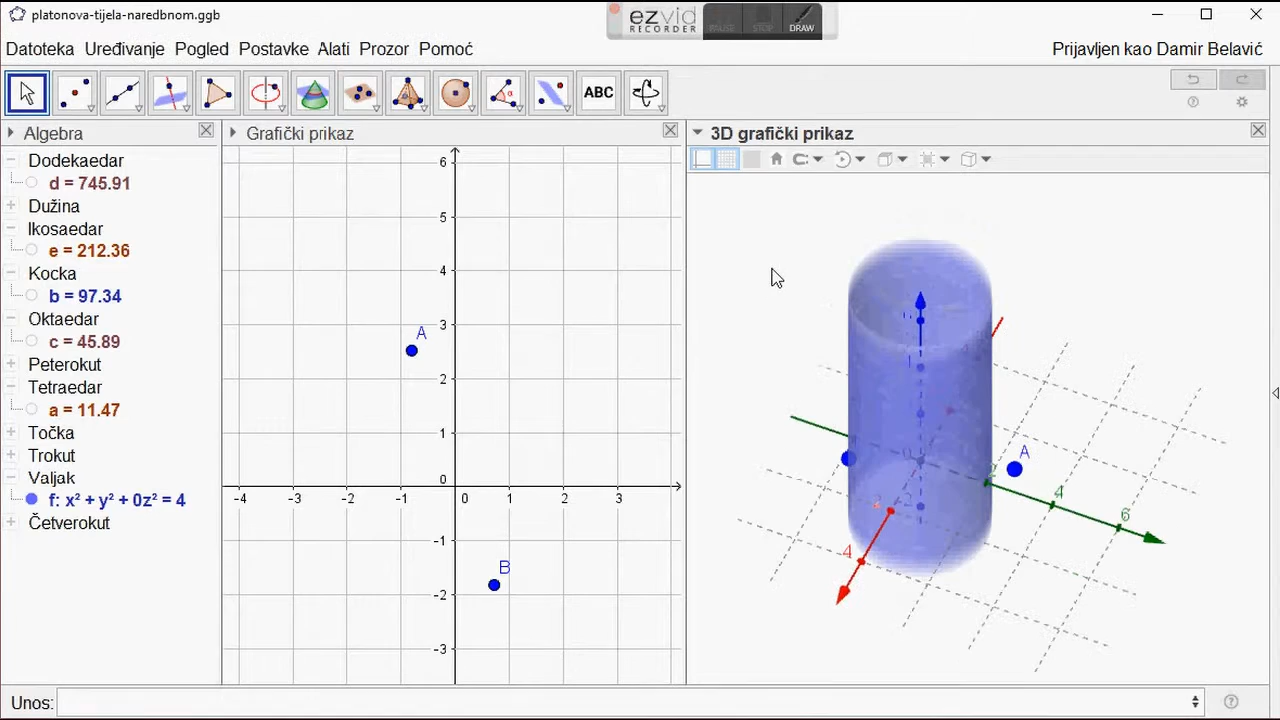 platonova-tijela-naredbnom.ggb
ezvid
RECORDER
PAUSE
STOP
DRAW
Datoteka Uređivanje Pogled Postavke Alati Prozor Pomoć
Prijavljen kao Damir Belavić
ABC
Algebra
Dodekaedar
d = 745.91
Dužina
Ikosaedar
e = 212.36
Kocka
b = 97.34
Oktaedar
c = 45.89
Peterokut
Tetraedar
a = 11.47
Točka
Trokut
Valjak
f: x² + y² + 0z² = 4
Četverokut
Grafički prikaz
6
5
4
3
2
1
0
-1
-2
-3
-4 -3 -2 -1 0 1 2 3
A
B
3D grafički prikaz
A
2
4
6
4
Unos: